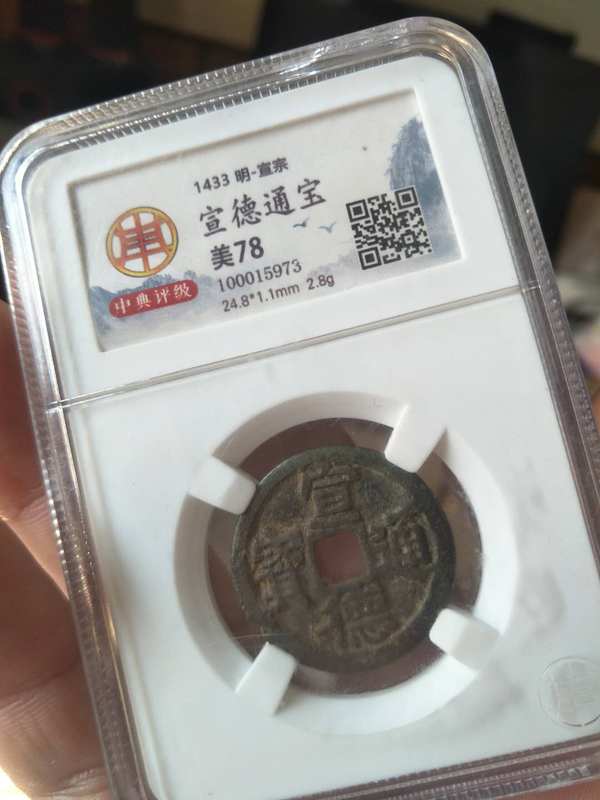 1433 明-宣宗
宣德通宝
美78
100015973
24.8*1.1mm 2.8g
中典评级
宣德通寳